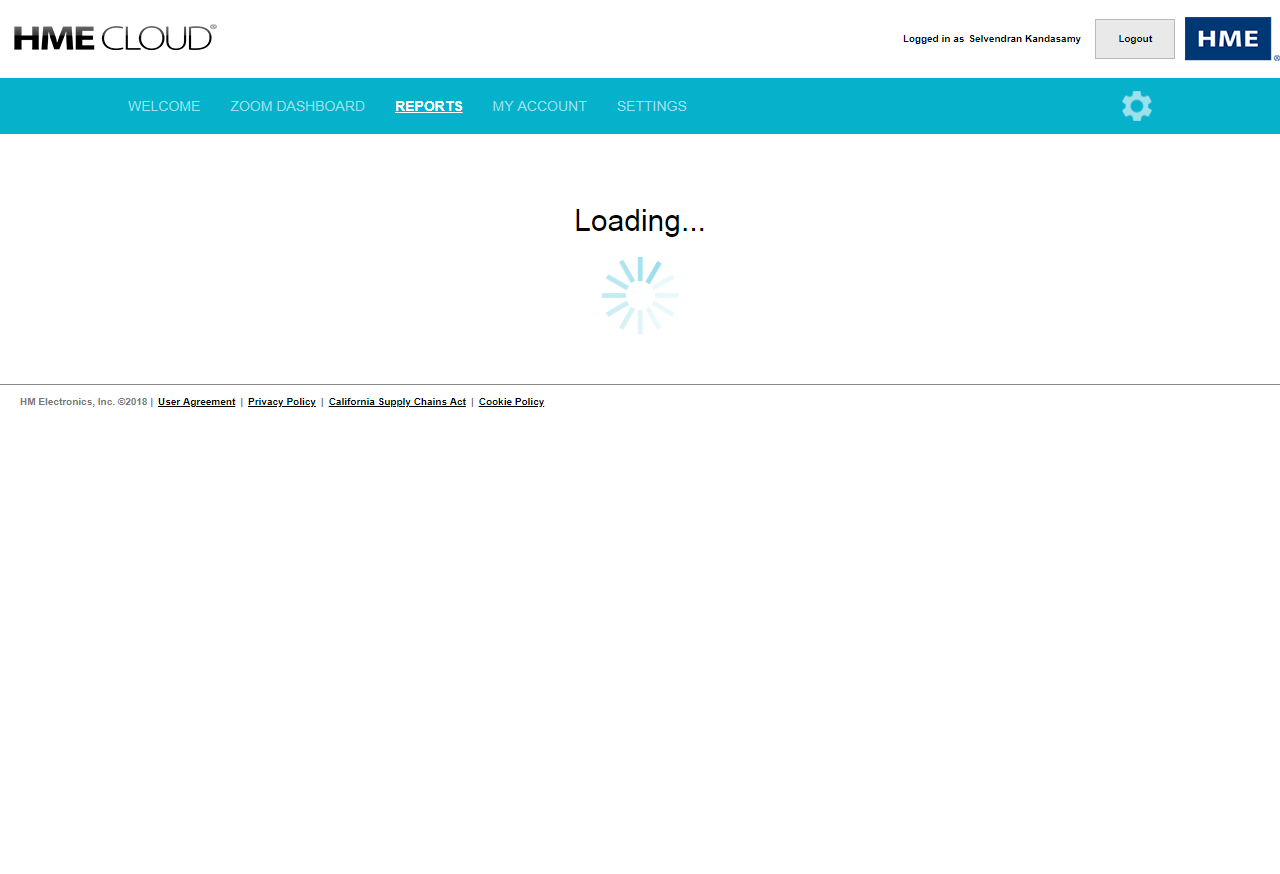 HME CLOUD®
Logged in as Selvendran Kandasamy
Logout
HME®
WELCOME ZOOM DASHBOARD REPORTS MY ACCOUNT SETTINGS
Loading...
HM Electronics, Inc. ©2018 | User Agreement | Privacy Policy | California Supply Chains Act | Cookie Policy